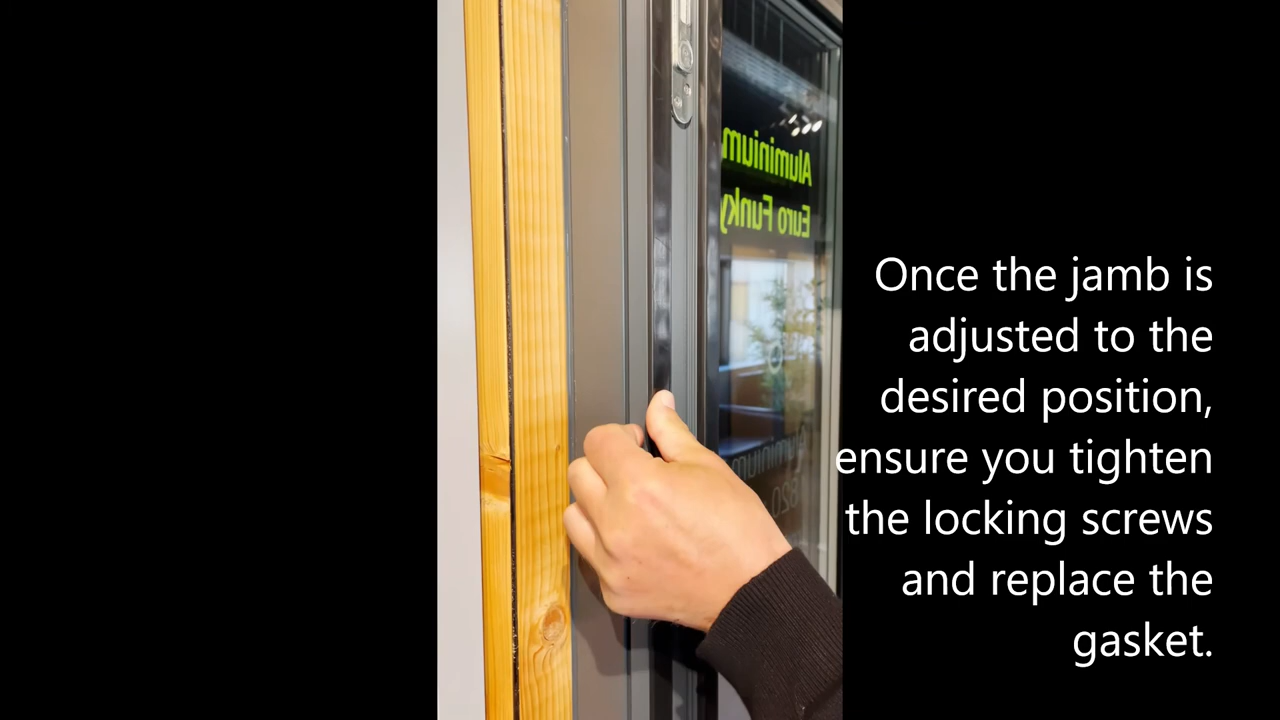 Aluminium
Euro Funky
Once the jamb is
adjusted to the
desired position,
ensure you tighten
the locking screws
and replace the
gasket.